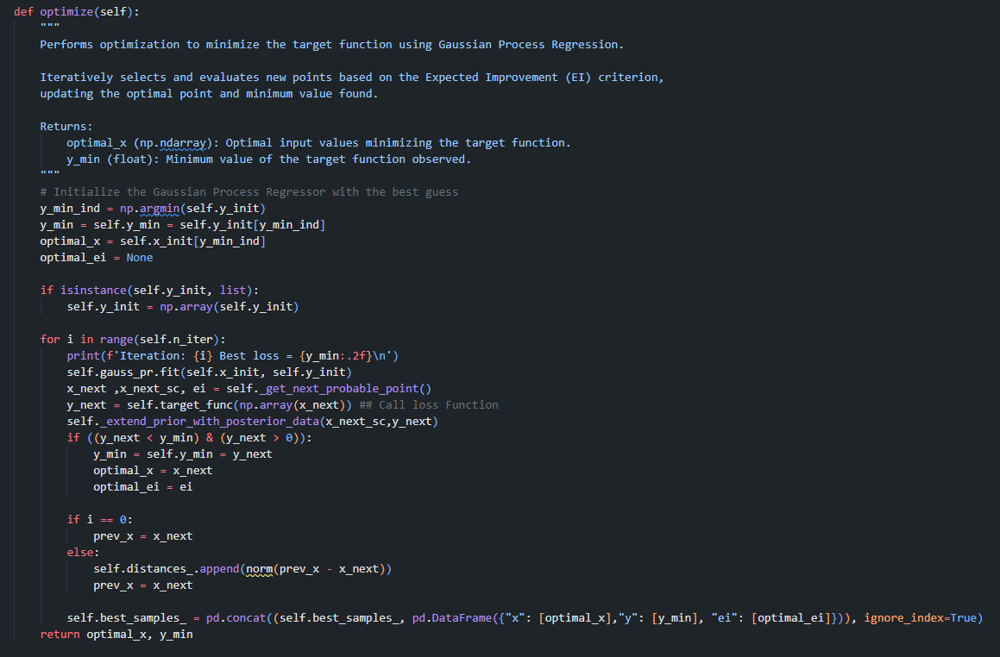 def optimize(self):
    """
    Performs optimization to minimize the target function using Gaussian Process Regression.

    Iteratively selects and evaluates new points based on the Expected Improvement (EI) criterion,
    updating the optimal point and minimum value found.

    Returns:
        optimal_x (np.ndarray): Optimal input values minimizing the target function.
        y_min (float): Minimum value of the target function observed.
    """
    # Initialize the Gaussian Process Regressor with the best guess
    y_min_ind = np.argmin(self.y_init)
    y_min = self.y_min = self.y_init[y_min_ind]
    optimal_x = self.x_init[y_min_ind]
    optimal_ei = None

    if isinstance(self.y_init, list):
        self.y_init = np.array(self.y_init)

    for i in range(self.n_iter):
        print(f'Iteration: {i} Best loss = {y_min:.2f}\n')
        self.gauss_pr.fit(self.x_init, self.y_init)
        x_next ,x_next_sc, ei = self._get_next_probable_point()
        y_next = self.target_func(np.array(x_next)) ## Call loss Function
        self._extend_prior_with_posterior_data(x_next_sc,y_next)
        if ((y_next < y_min) & (y_next > 0)):
            y_min = self.y_min = y_next
            optimal_x = x_next
            optimal_ei = ei

        if i == 0:
            prev_x = x_next
        else:
            self.distances_.append(norm(prev_x - x_next))
            prev_x = x_next

        self.best_samples_ = pd.concat((self.best_samples_, pd.DataFrame({"x": [optimal_x],"y": [y_min], "ei": [optimal_ei]})), ignore_index=True)
    return optimal_x, y_min